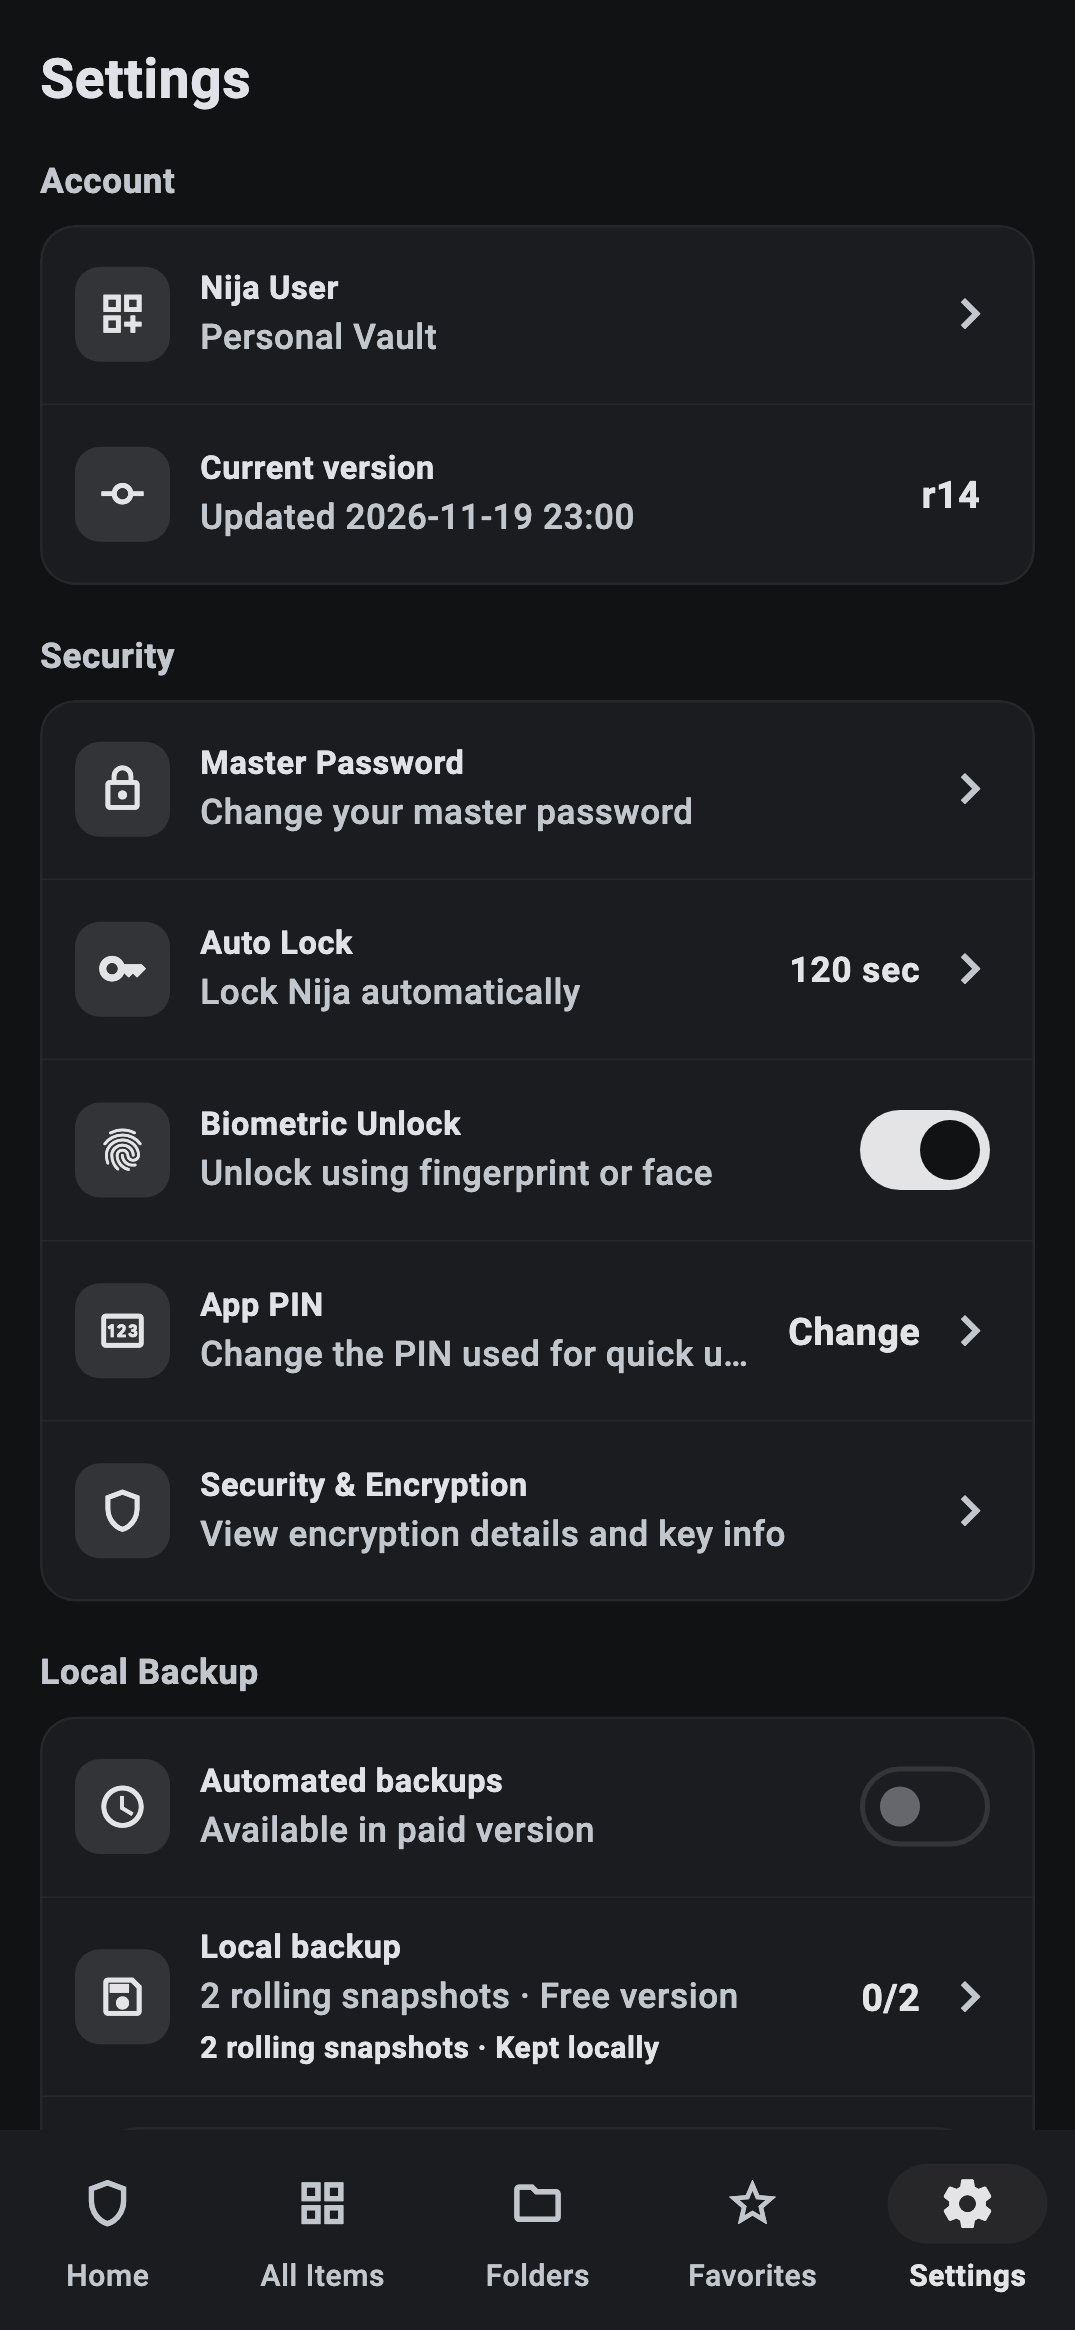 Settings
Account
Nija User
Personal Vault
Current version
Updated 2026-11-19 23:00
r14
Security
Master Password
Change your master password
Auto Lock
Lock Nija automatically
120 sec
Biometric Unlock
Unlock using fingerprint or face
123
App PIN
Change the PIN used for quick u...
Change
Security & Encryption
View encryption details and key info
Local Backup
Automated backups
Available in paid version
Local backup
2 rolling snapshots · Free version
2 rolling snapshots · Kept locally
0/2
Home
All Items
Folders
Favorites
Settings